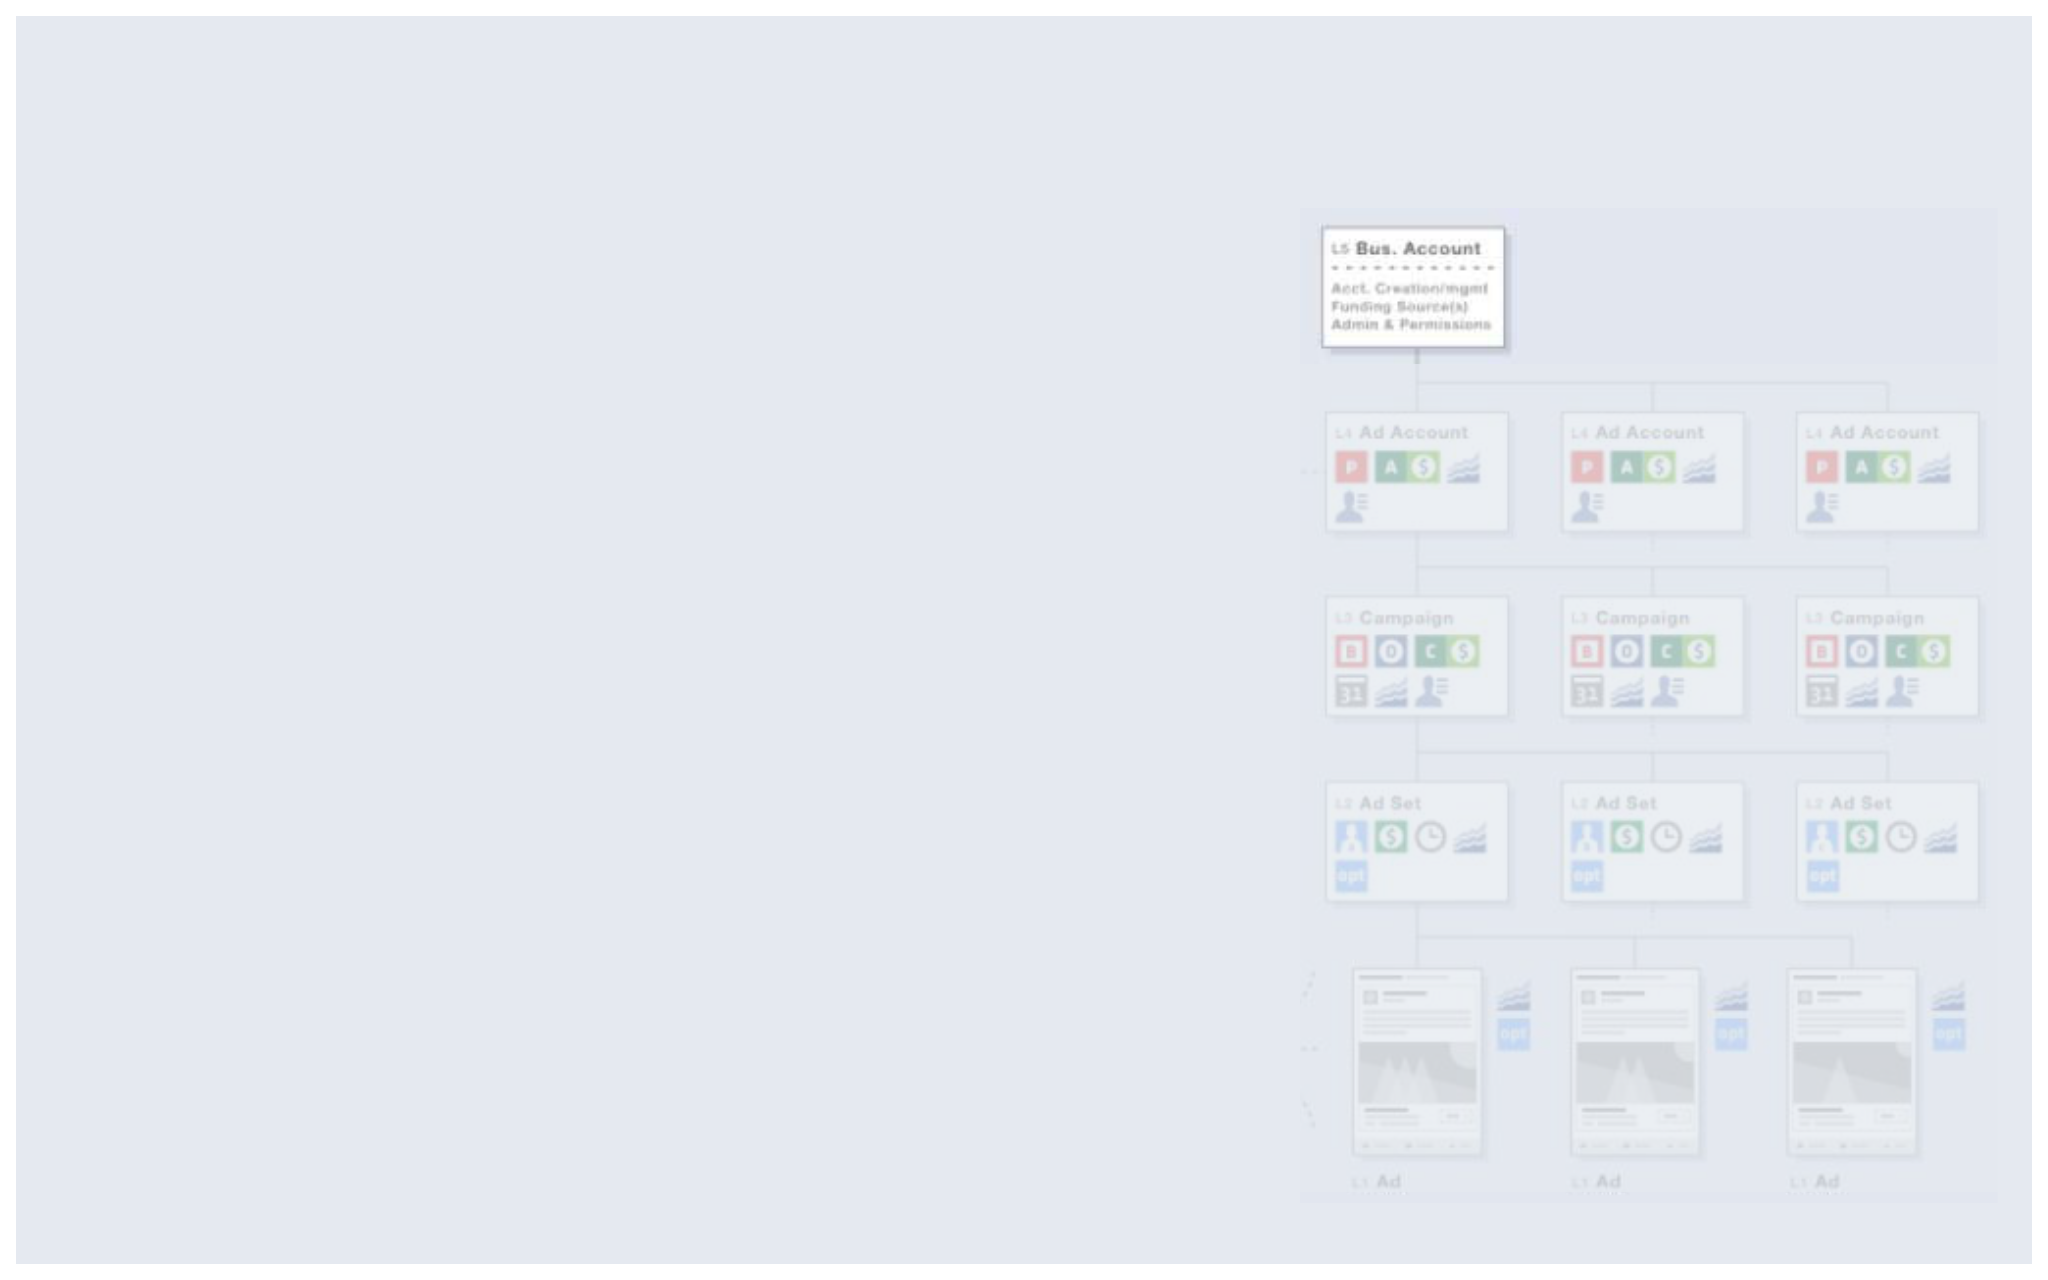 L5 Bus. Account
Acct. Creation/mgmt
Funding Source(s)
Admin & Permissions
L4 Ad Account L4 Ad Account L4 Ad Account
P A $ P A $ P A $
L3 Campaign L3 Campaign L3 Campaign
B O C $ B O C $ B O C $
31 31 31
L2 Ad Set L2 Ad Set L2 Ad Set
$ $ $
opt opt opt
opt opt opt
L1 Ad L1 Ad L1 Ad